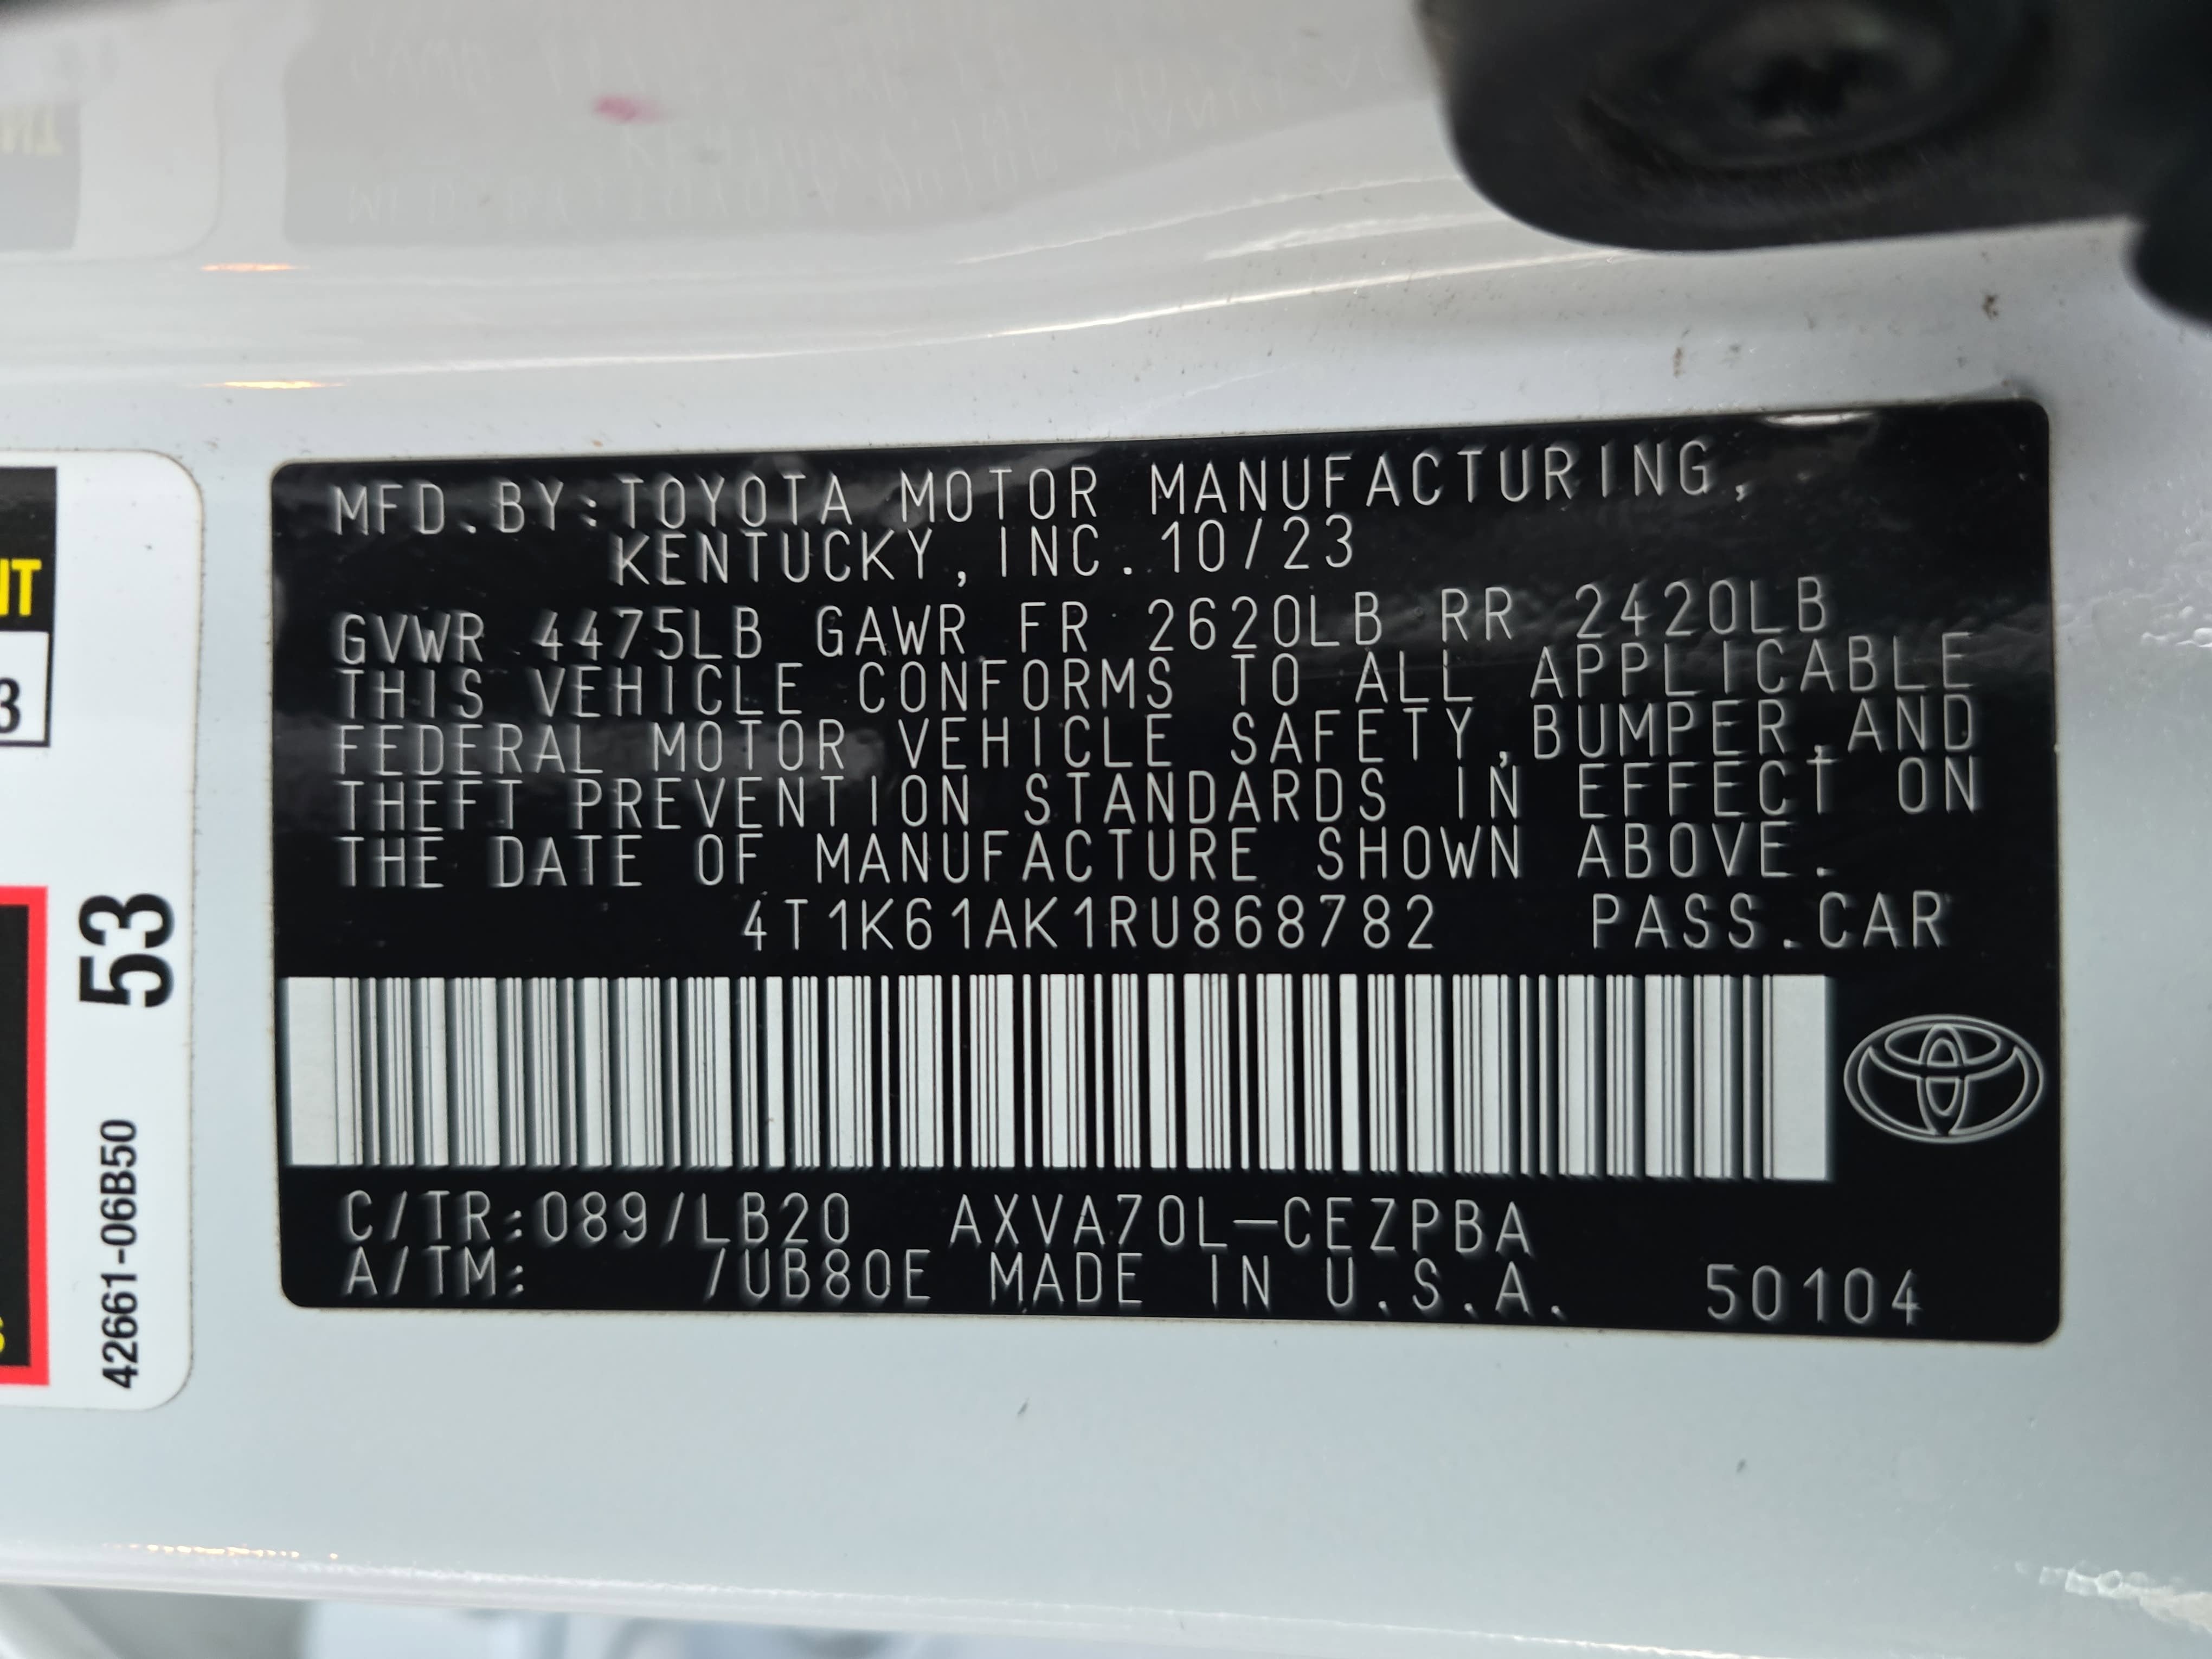 MFD.BY:TOYOTA MOTOR MANUFACTURING,
KENTUCKY, INC. 10/23
GVWR 4475LB GAWR FR 2620LB RR 2420LB
THIS VEHICLE CONFORMS TO ALL APPLICABLE
FEDERAL MOTOR VEHICLE SAFETY,BUMPER,AND
THEFT PREVENTION STANDARDS IN EFFECT ON
THE DATE OF MANUFACTURE SHOWN ABOVE.
4T1K61AK1RU868782 PASS.CAR
C/TR:089/LB20 AXVA70L-CEZPBA
A/TM: /UB80E MADE IN U.S.A. 50104
53
42661-06B50